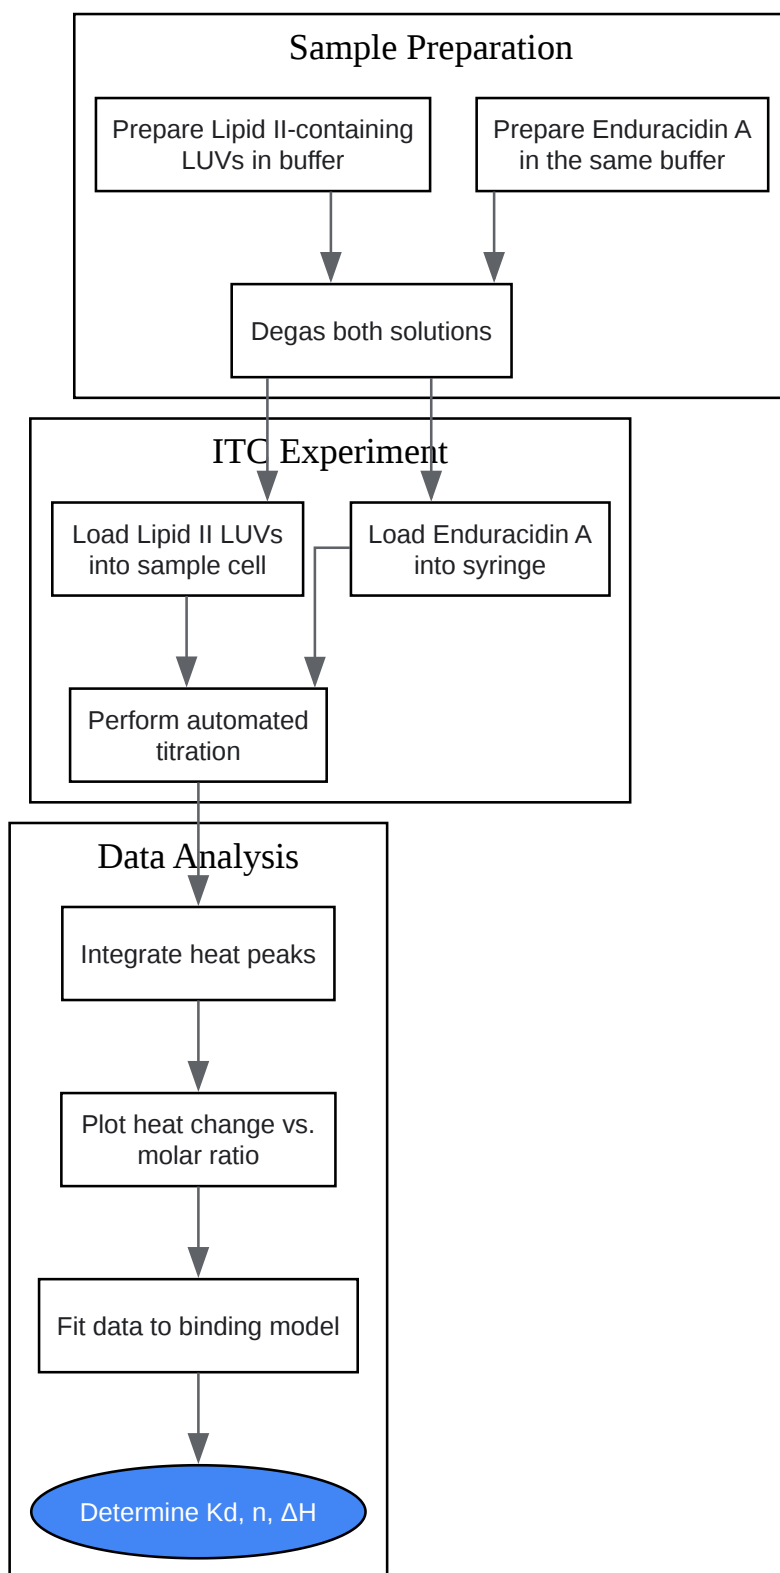 Sample Preparation
Prepare Lipid II-containing
LUVs in buffer
Prepare Enduracidin A
in the same buffer
Degas both solutions
ITC Experiment
Load Lipid II LUVs
into sample cell
Load Enduracidin A
into syringe
Perform automated
titration
Data Analysis
Integrate heat peaks
Plot heat change vs.
molar ratio
Fit data to binding model
Determine Kd, n, ΔH